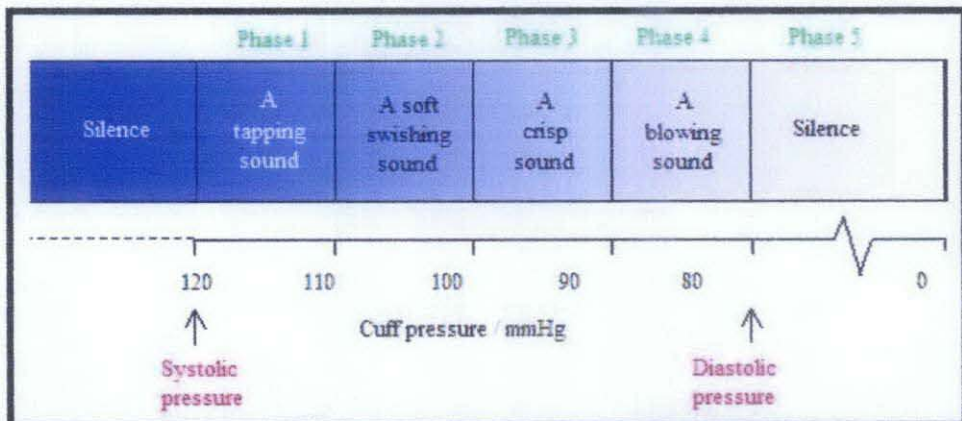 Phase 1 Phase 2 Phase 3 Phase 4 Phase 5
Silence
A
tapping
sound
A soft
swishing
sound
A
crisp
sound
A
blowing
sound
Silence
120 110 100 90 80 0
Cuff pressure / mmHg
Systolic
pressure
Diastolic
pressure